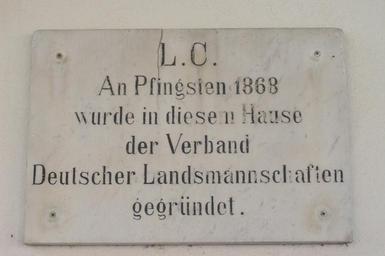 L.C.
An Pfingsten 1868
wurde in diesem Hause
der Verband
Deutscher Landsmannschaften
gegründet.